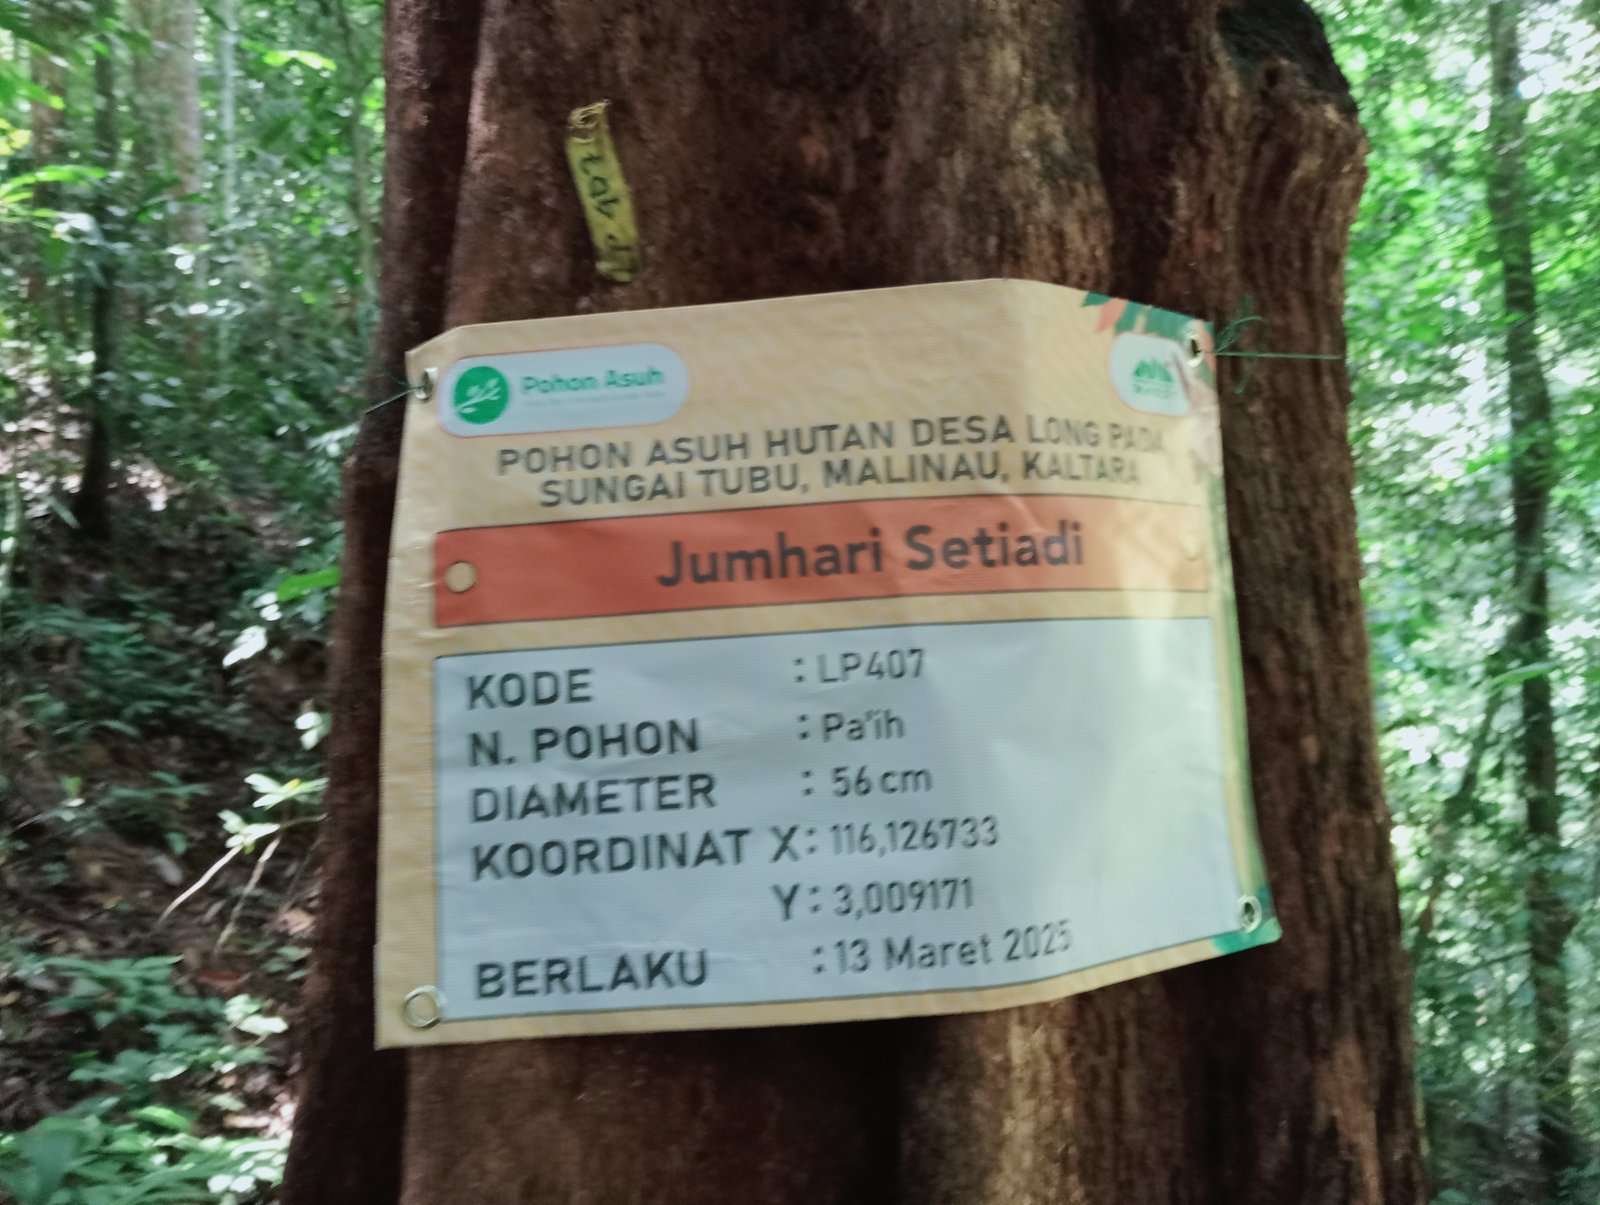 Pohon Asuh
POHON ASUH HUTAN DESA LONG PADA
SUNGAI TUBU, MALINAU, KALTARA
Jumhari Setiadi
KODE : LP407
N. POHON : Pa'ih
DIAMETER : 56 cm
KOORDINAT X : 116,126733
Y : 3,009171
BERLAKU : 13 Maret 2025